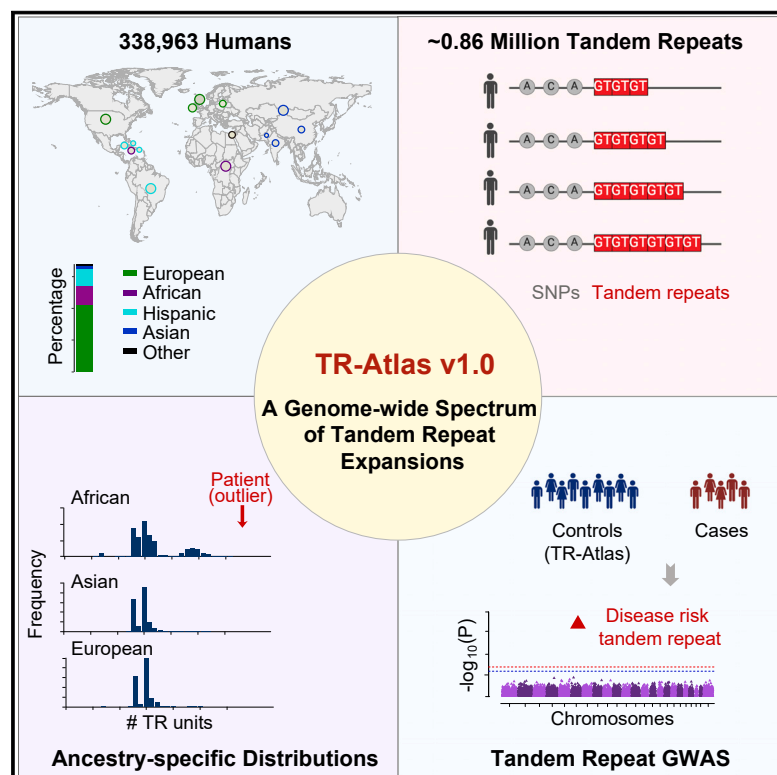 338,963 Humans
Percentage
European
African
Hispanic
Asian
Other
~0.86 Million Tandem Repeats
A C A GTGTGT
A C A GTGTGTGT
A C A GTGTGTGTGT
A C A GTGTGTGTGTGT
SNPs Tandem repeats
TR-Atlas v1.0
A Genome-wide Spectrum
of Tandem Repeat
Expansions
Patient
(outlier)
African
Asian
European
Frequency
# TR units
Ancestry-specific Distributions
Controls
(TR-Atlas)
Cases
Disease risk
tandem repeat
-log10(P)
Chromosomes
Tandem Repeat GWAS